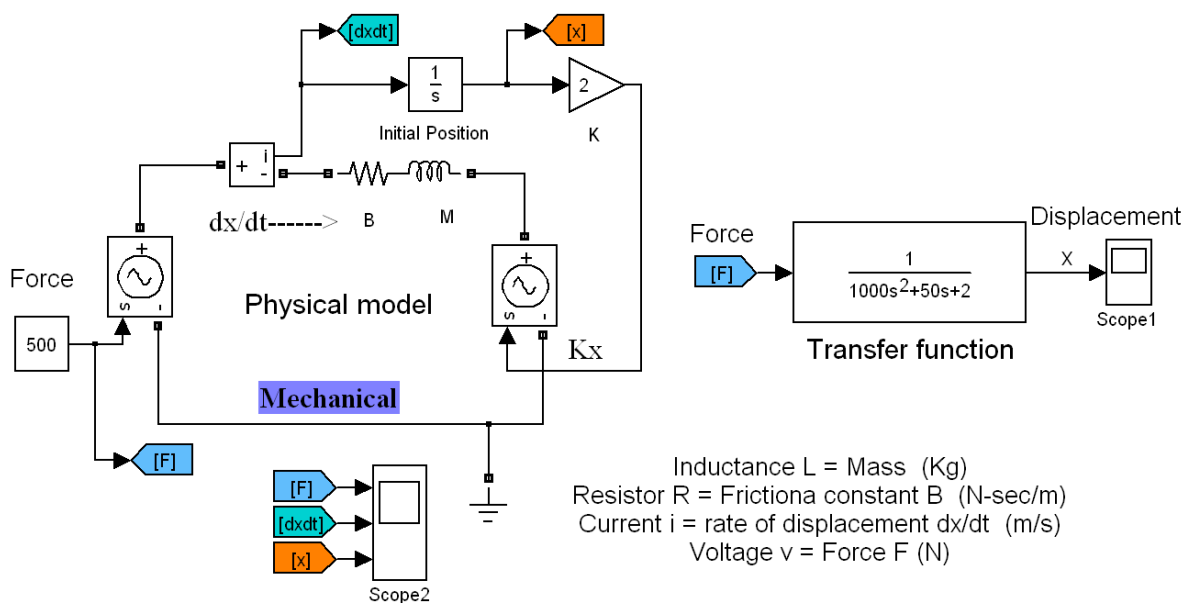 [dxdt]
[x]
1
s
2
Initial Position
K
+
i
-
dx/dt------>
B
M
Force
+
s
-
500
Physical model
+
s
-
Kx
Mechanical
[F]
[F]
[dxdt]
[x]
Scope2
Force
[F]
1
1000s²+50s+2
Displacement
X
Scope1
Transfer function
Inductance L = Mass (Kg)
Resistor R = Frictiona constant B (N-sec/m)
Current i = rate of displacement dx/dt (m/s)
Voltage v = Force F (N)